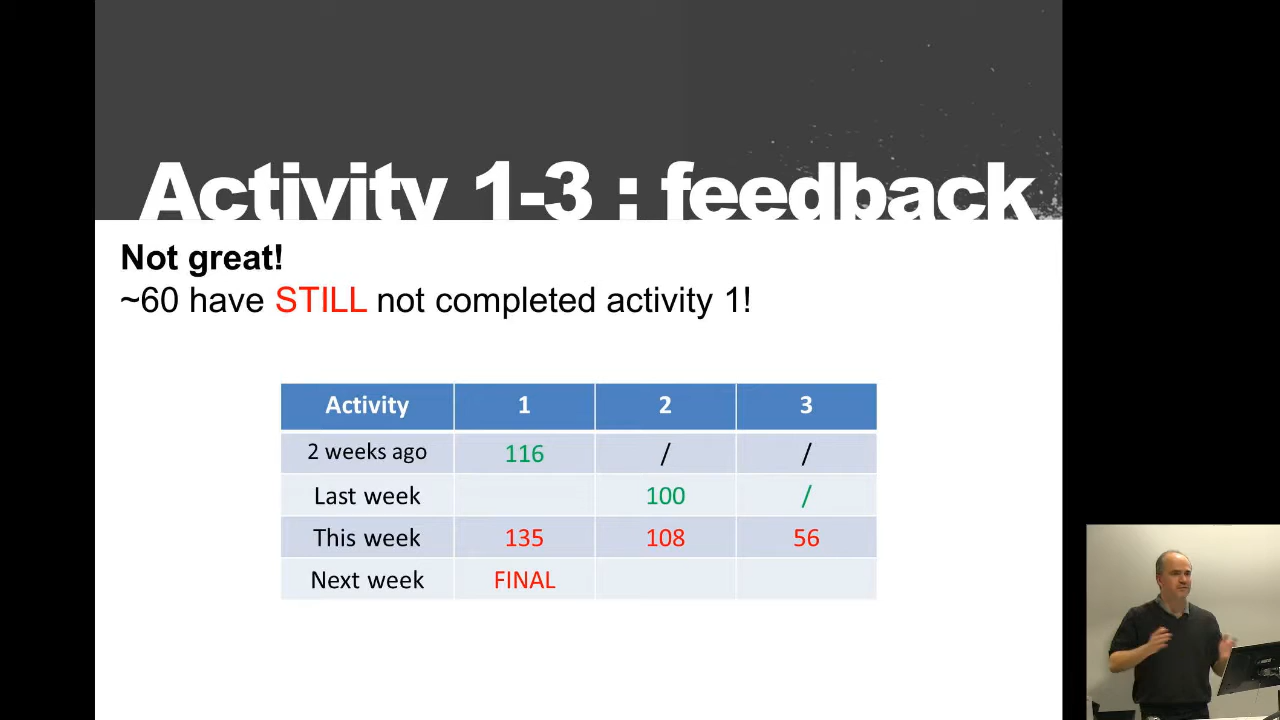 Activity 1-3 : feedback
Not great!
~60 have STILL not completed activity 1!
Activity 1 2 3
2 weeks ago 116 / /
Last week 100 /
This week 135 108 56
Next week FINAL